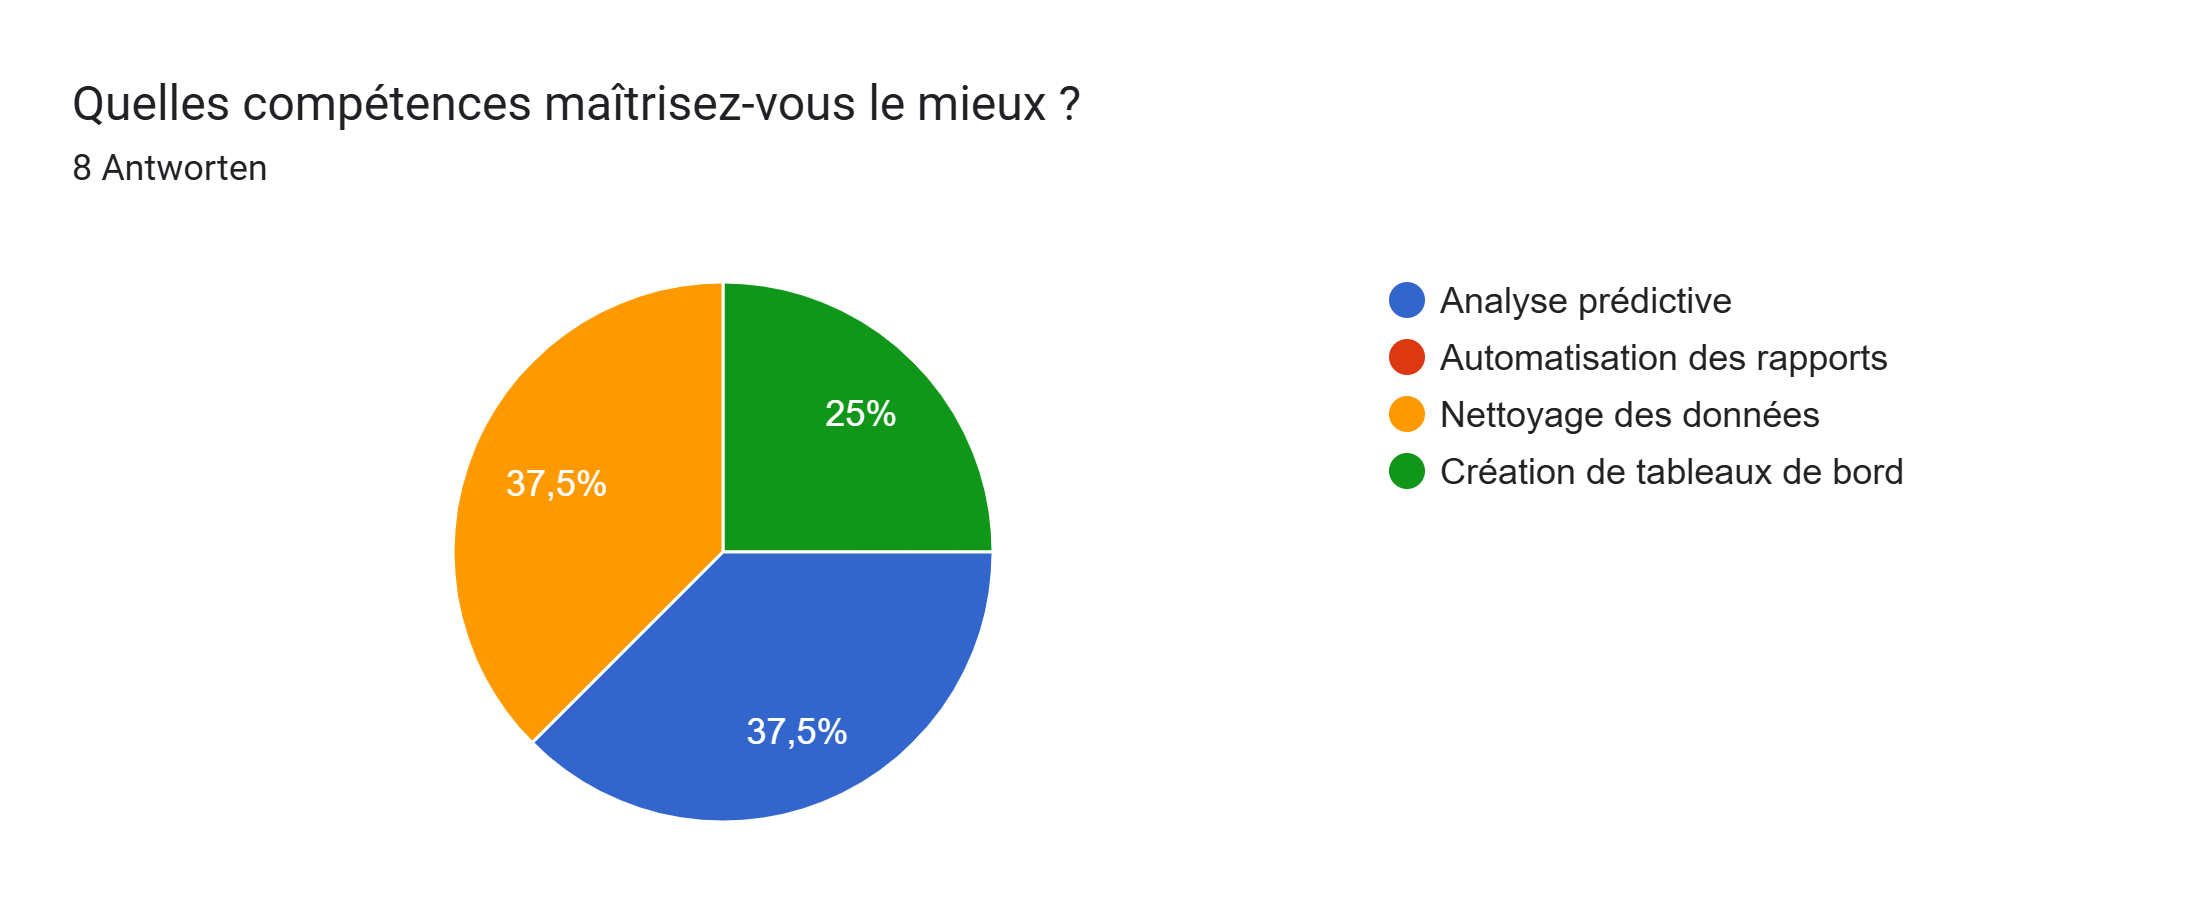 Quelles compétences maîtrisez-vous le mieux ?
8 Antworten
25%
37,5%
37,5%
Analyse prédictive
Automatisation des rapports
Nettoyage des données
Création de tableaux de bord